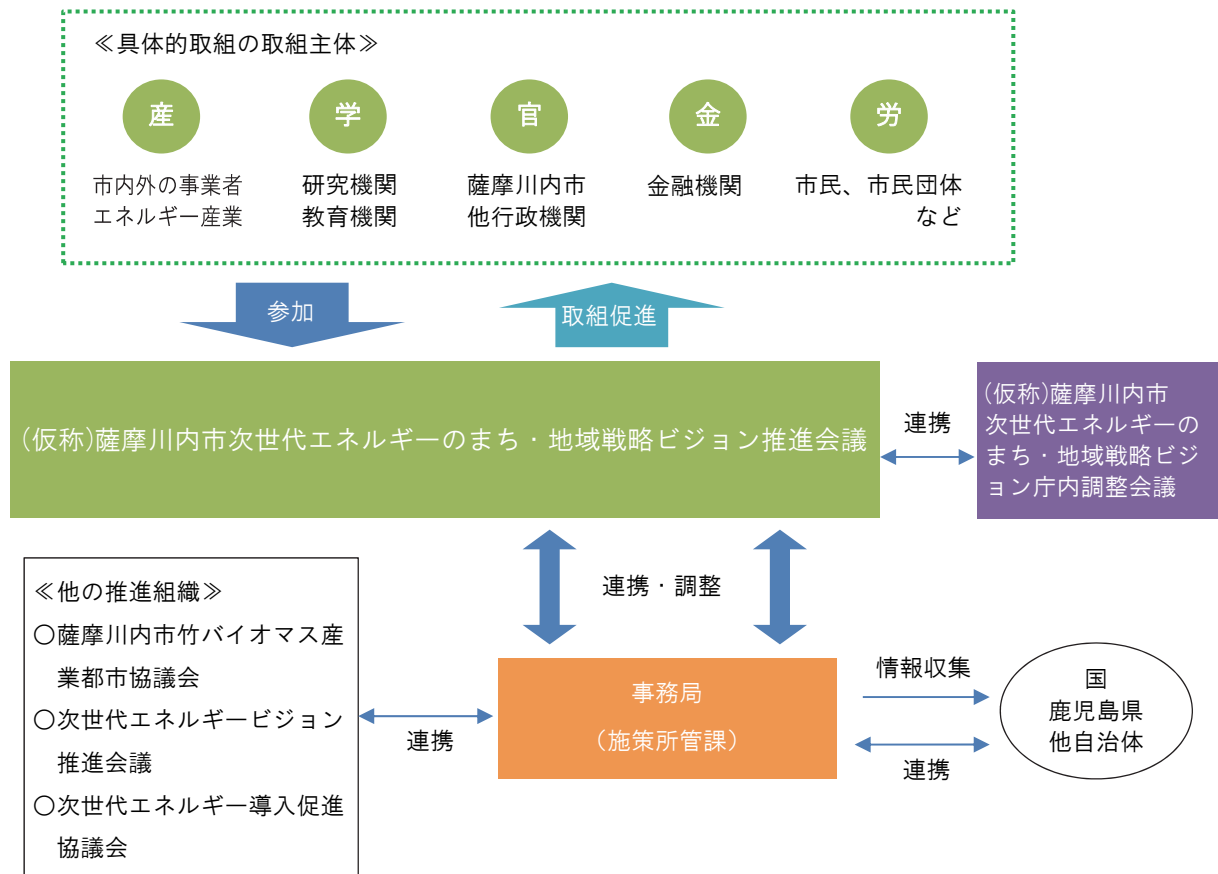 ≪具体的取組の取組主体≫
産
学
官
金
労
市内外の事業者
エネルギー産業
研究機関
教育機関
薩摩川内市
他行政機関
金融機関
市民、市民団体
など
参加
取組促進
(仮称)薩摩川内市次世代エネルギーのまち・地域戦略ビジョン推進会議
連携
(仮称)薩摩川内市
次世代エネルギーの
まち・地域戦略ビジ
ョン庁内調整会議
連携・調整
≪他の推進組織≫
○薩摩川内市竹バイオマス産
業都市協議会
○次世代エネルギービジョン
推進会議
○次世代エネルギー導入促進
協議会
連携
事務局
（施策所管課）
情報収集
連携
国
鹿児島県
他自治体